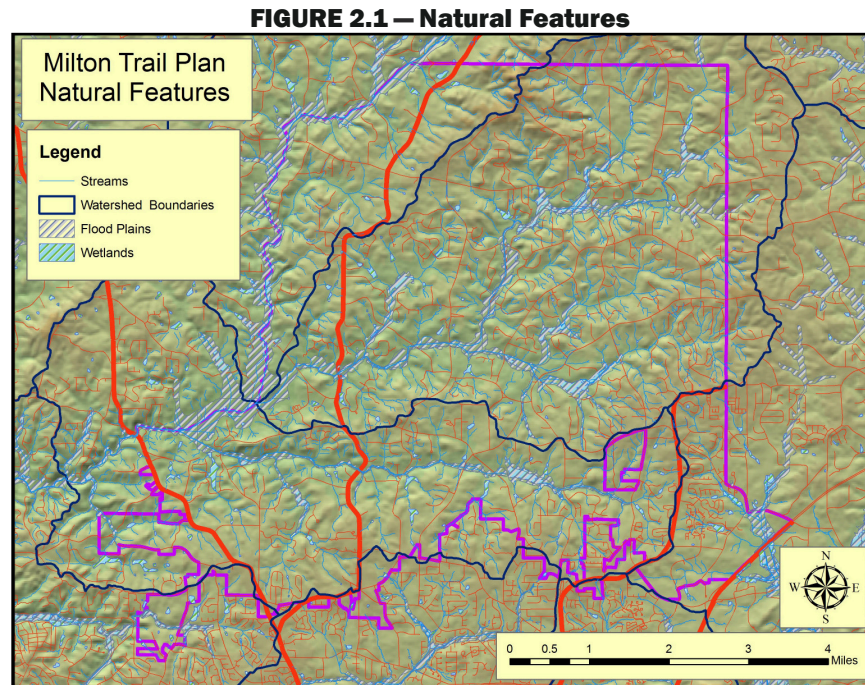 FIGURE 2.1 — Natural Features
Milton Trail Plan
Natural Features
Legend
Streams
Watershed Boundaries
Flood Plains
Wetlands
N
W E
S
0 0.5 1 2 3 4
Miles